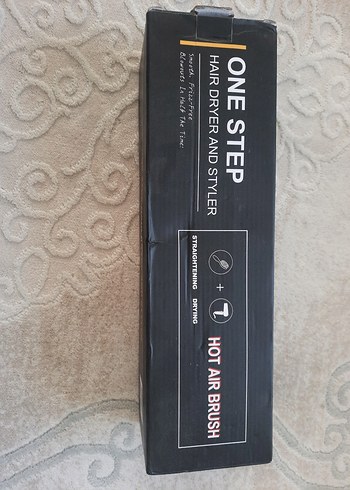 ONE STEP
HAIR DRYER AND STYLER
Smooth, Frizz-Free
Blowouts In Half The Time.
+
HOT AIR BRUSH
STRAIGHTENING DRYING